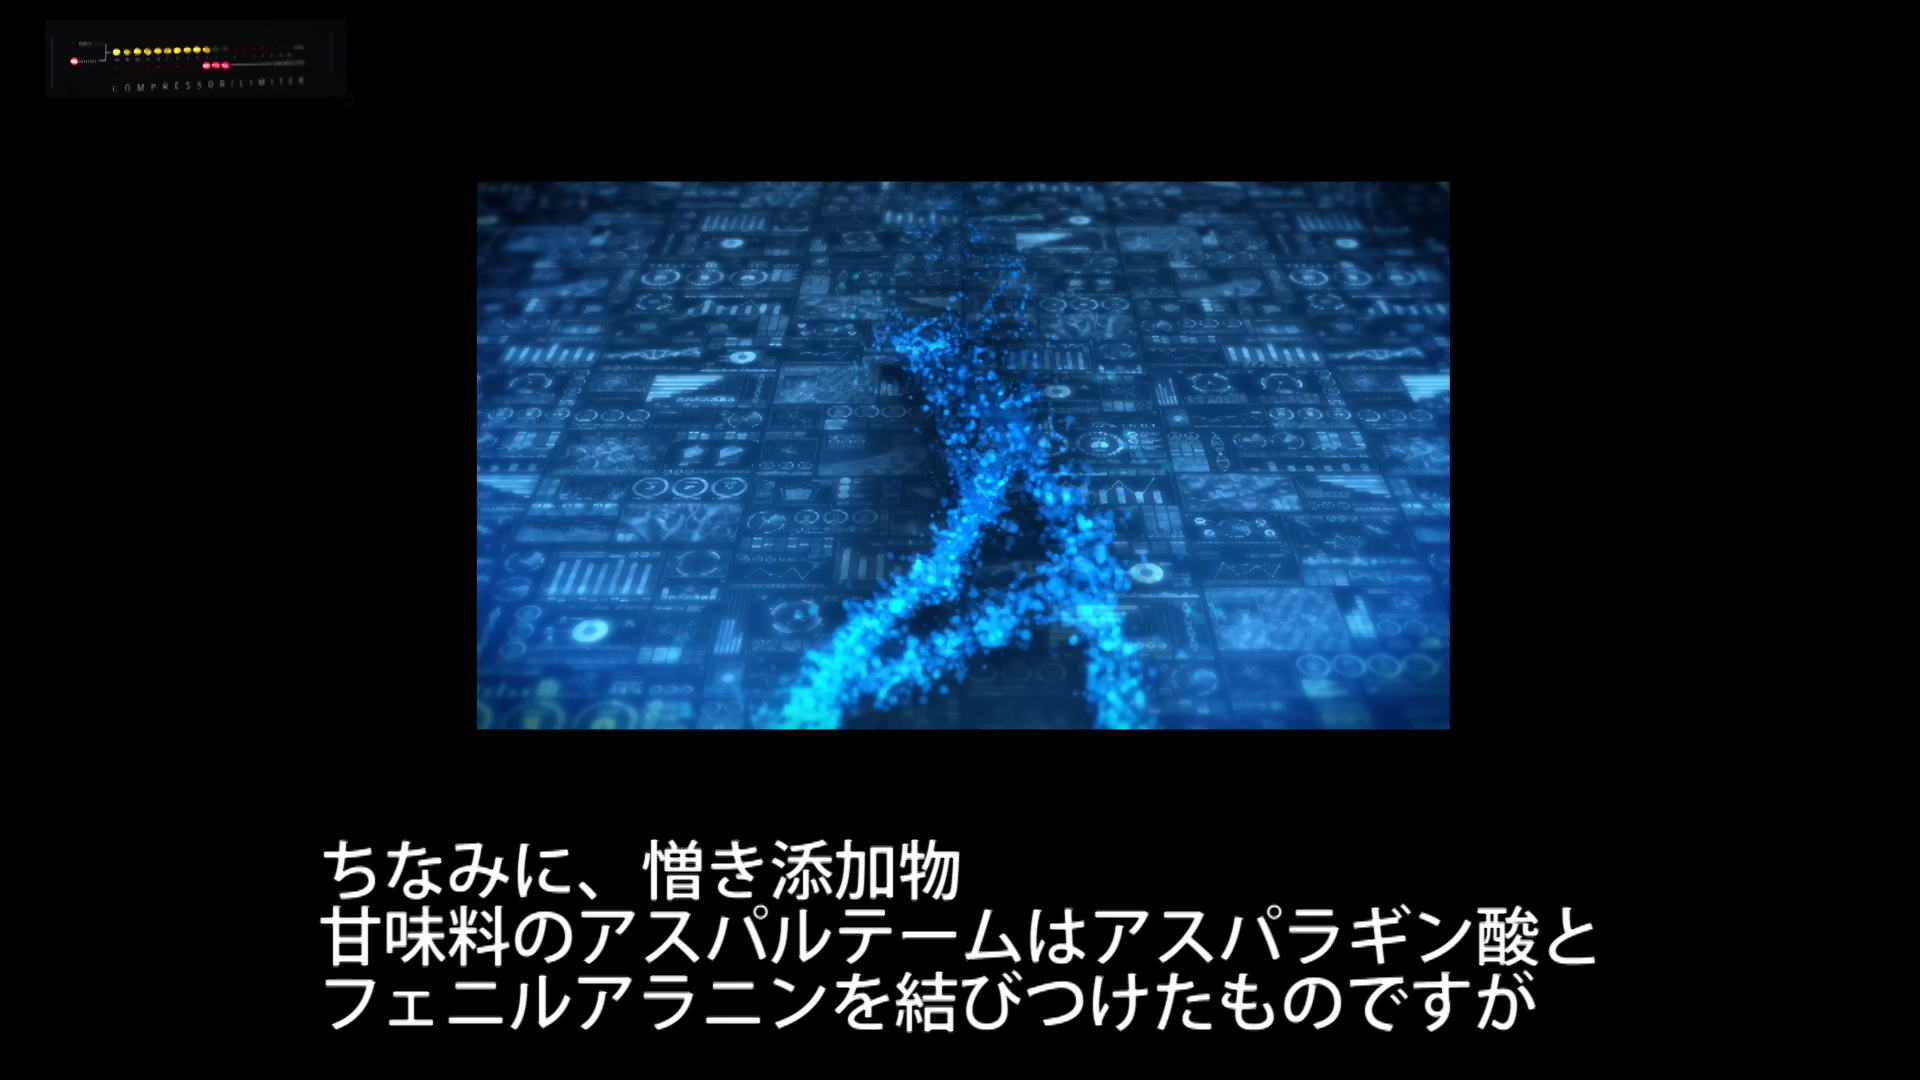 COMPRESSOR/LIMITER
ちなみに、憎き添加物
甘味料のアスパルテームはアスパラギン酸と
フェニルアラニンを結びつけたものですが